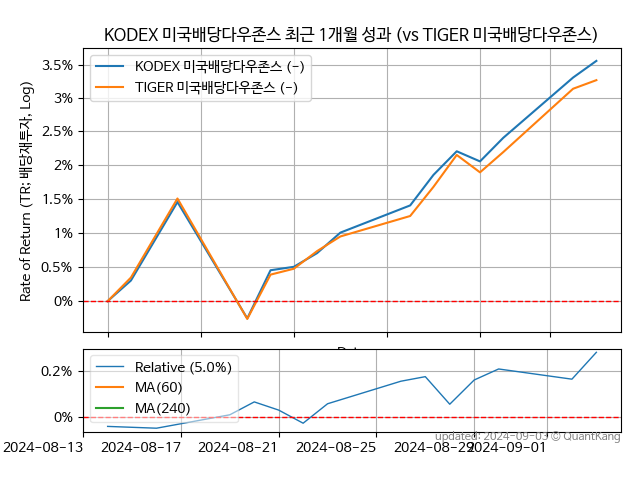 KODEX 미국배당다우존스 최근 1개월 성과 (vs TIGER 미국배당다우존스)
Rate of Return (TR: 배당재투자, Log)
3.5%
3%
2.5%
2%
1.5%
1%
0.5%
0%
KODEX 미국배당다우존스 (-)
TIGER 미국배당다우존스 (-)
0.2%
0%
Relative (5.0%)
MA(60)
MA(240)
updated: 2024-09-03 © QuantKang
2024-08-13 2024-08-17 2024-08-21 2024-08-25 2024-08-29 2024-09-01